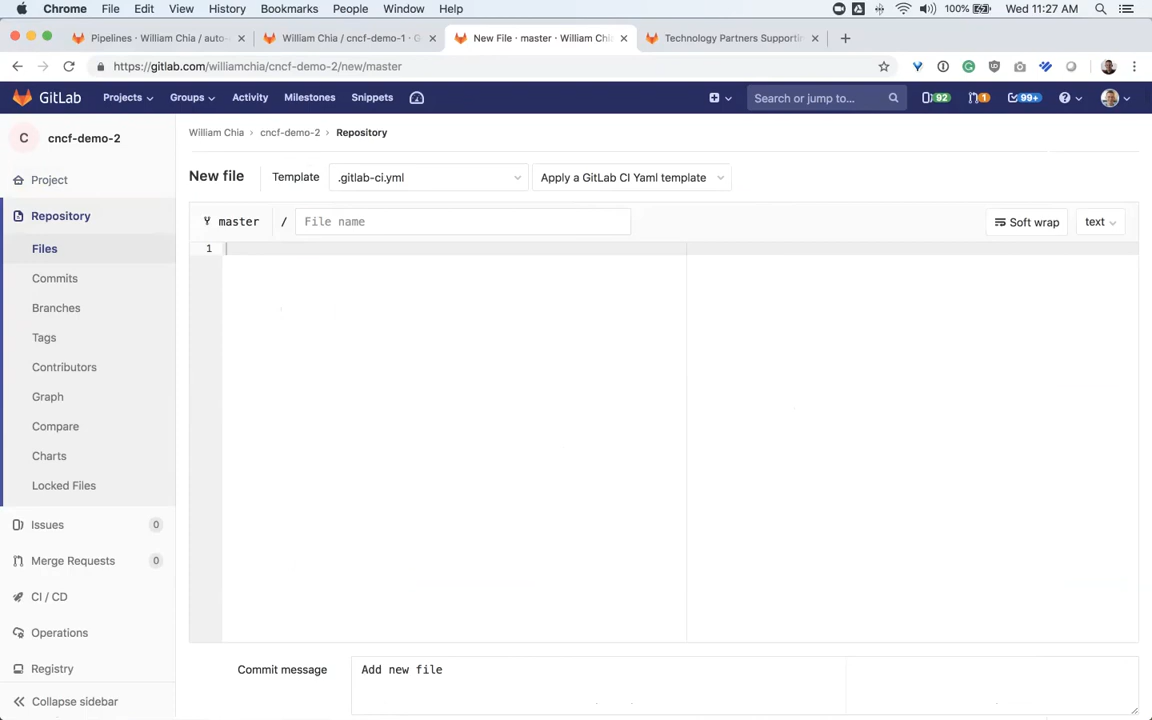 Chrome File Edit View History Bookmarks People Window Help 100% Wed 11:27 AM
Pipelines · William Chia / auto- William Chia / cncf-demo-1 · G New File · master · William Chi Technology Partners Supportin
https://gitlab.com/williamchia/cncf-demo-2/new/master
GitLab Projects Groups Activity Milestones Snippets Search or jump to... 92 1 99+
C cncf-demo-2
William Chia > cncf-demo-2 > Repository
Project
New file Template .gitlab-ci.yml Apply a GitLab CI Yaml template
Repository
master / File name Soft wrap text
Files
1
Commits
Branches
Tags
Contributors
Graph
Compare
Charts
Locked Files
Issues 0
Merge Requests 0
CI / CD
Operations
Registry
Commit message Add new file
Collapse sidebar